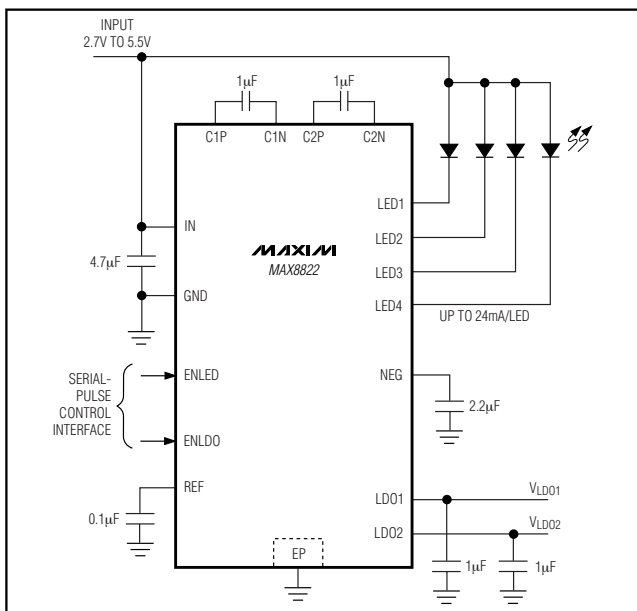 INPUT
2.7V TO 5.5V
1µF
1µF
C1P
C1N
C2P
C2N
LED1
IN
MAXIM
MAX8822
LED2
4.7µF
LED3
GND
LED4
UP TO 24mA/LED
SERIAL-
PULSE
CONTROL
INTERFACE
ENLED
NEG
2.2µF
ENLDO
REF
0.1µF
LDO1
VLDO1
LDO2
VLDO2
EP
1µF
1µF